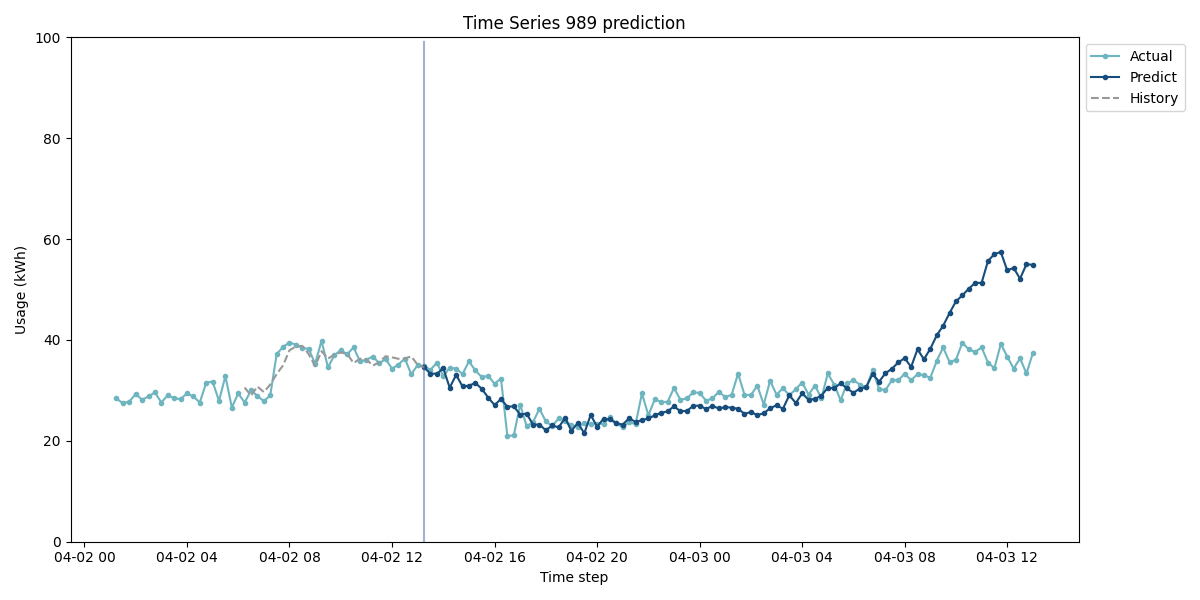 Time Series 989 prediction
100
80
60
40
20
0
Usage (kWh)
04-02 00
04-02 04
04-02 08
04-02 12
04-02 16
04-02 20
04-03 00
04-03 04
04-03 08
04-03 12
Time step
Actual
Predict
History